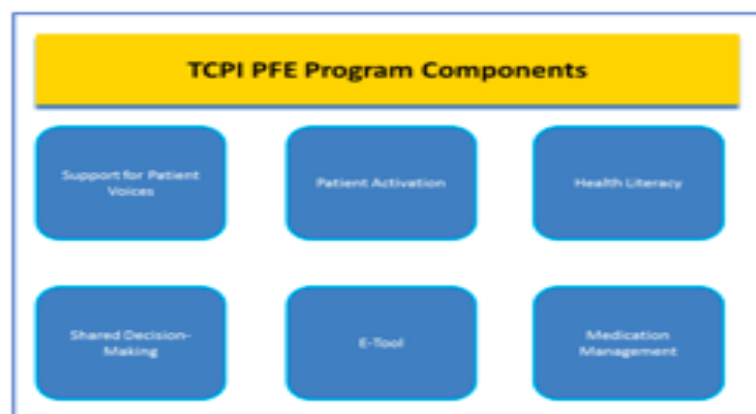 TCPI PFE Program Components
Support for Patient
Voices
Patient Activation
Health Literacy
Shared Decision-
Making
E-Tool
Medication
Management